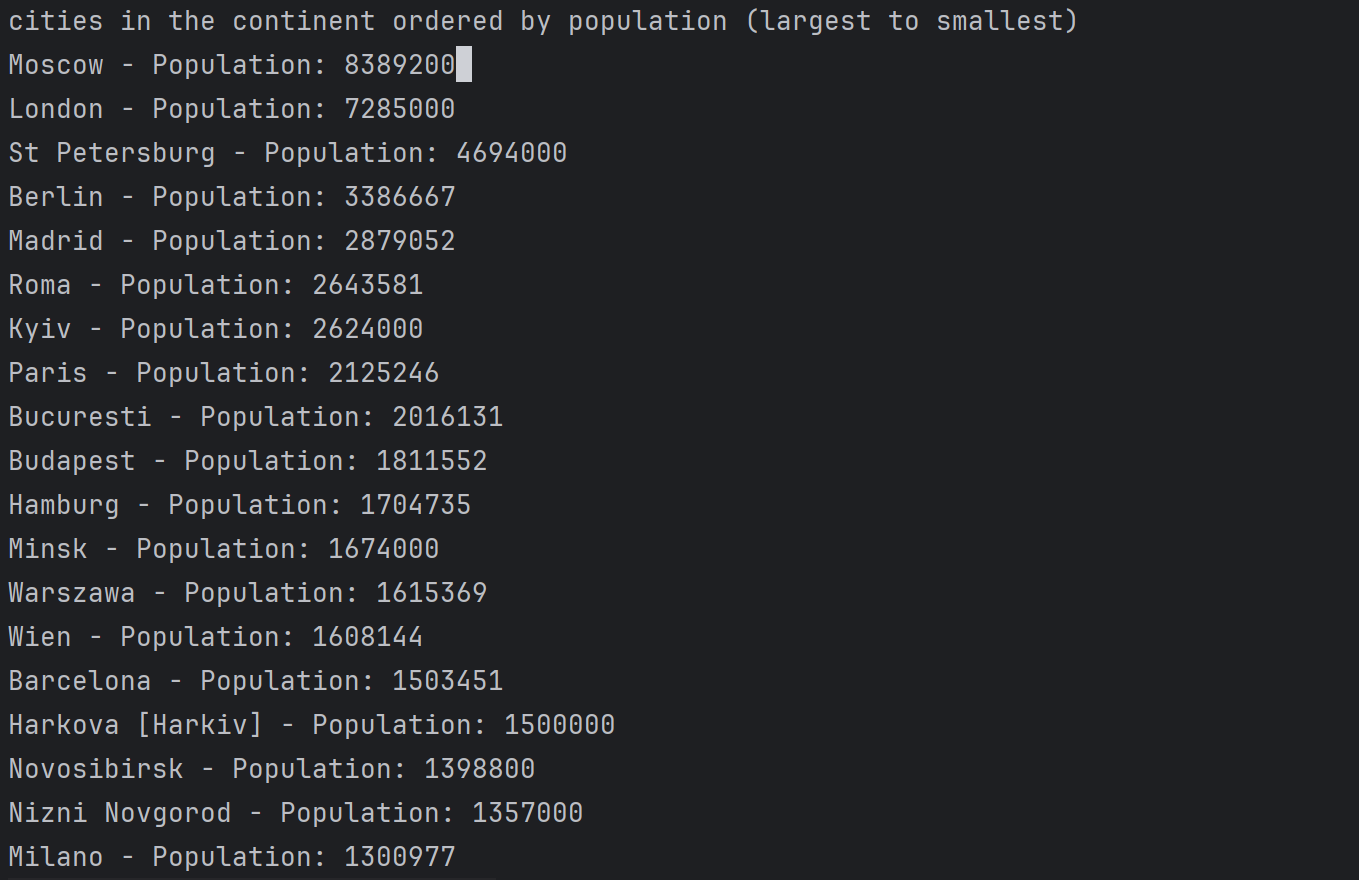 cities in the continent ordered by population (largest to smallest)
Moscow - Population: 8389200
London - Population: 7285000
St Petersburg - Population: 4694000
Berlin - Population: 3386667
Madrid - Population: 2879052
Roma - Population: 2643581
Kyiv - Population: 2624000
Paris - Population: 2125246
Bucuresti - Population: 2016131
Budapest - Population: 1811552
Hamburg - Population: 1704735
Minsk - Population: 1674000
Warszawa - Population: 1615369
Wien - Population: 1608144
Barcelona - Population: 1503451
Harkova [Harkiv] - Population: 1500000
Novosibirsk - Population: 1398800
Nizni Novgorod - Population: 1357000
Milano - Population: 1300977